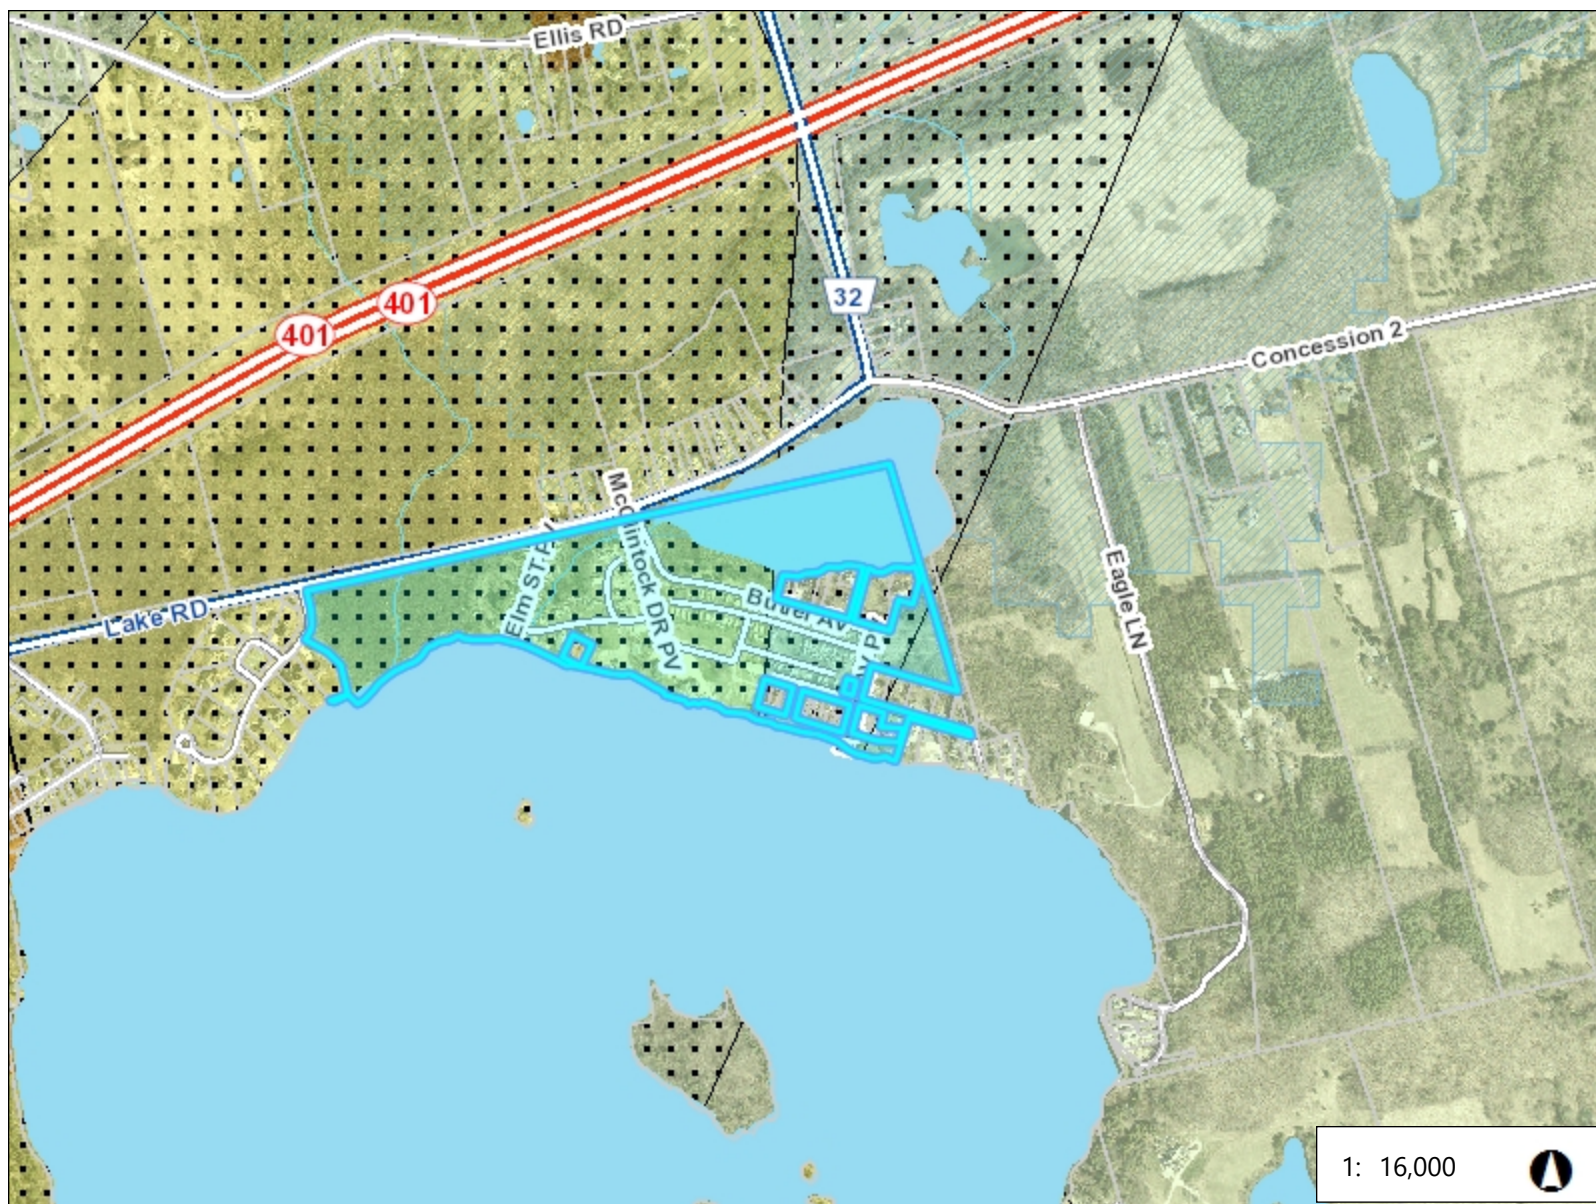 Ellis RD
401
401
32
Concession 2
Lake RD
Elm ST P
McClintock DR PV
Butler AV
Eagle LN
1: 16,000